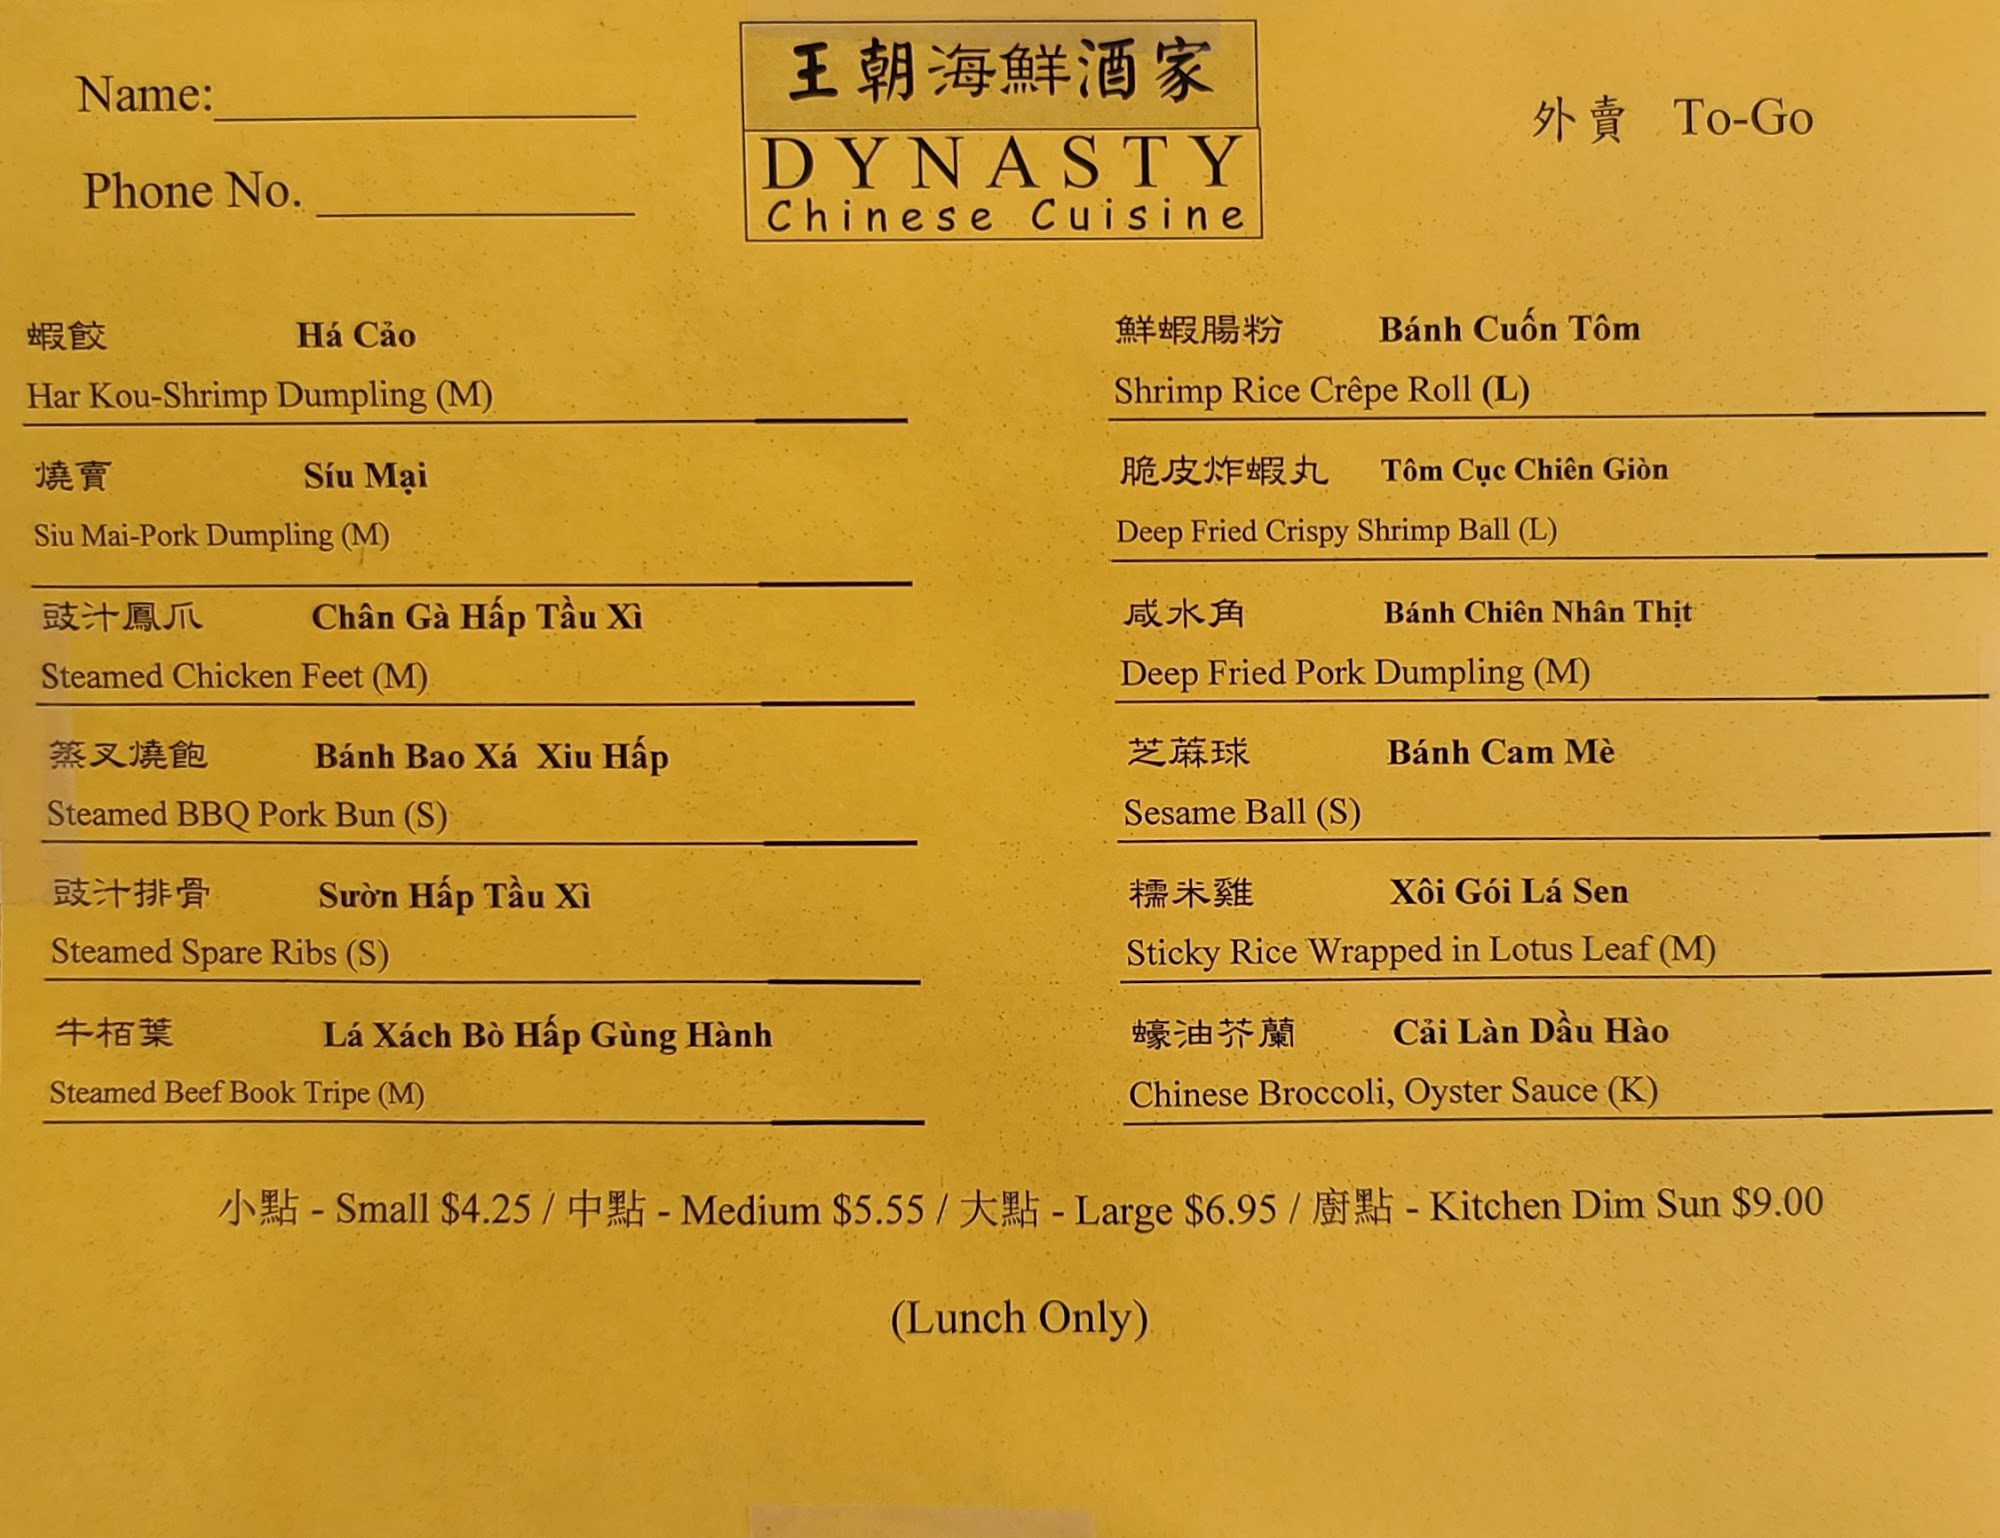 王朝海鮮酒家
DYNASTY
Chinese Cuisine
Name:
Phone No.
外賣 To-Go
蝦餃 Há Cảo
Har Kou-Shrimp Dumpling (M)
燒賣 Síu Mại
Siu Mai-Pork Dumpling (M)
豉汁鳳爪 Chân Gà Hấp Tầu Xì
Steamed Chicken Feet (M)
蒸叉燒飽 Bánh Bao Xá Xiu Hấp
Steamed BBQ Pork Bun (S)
豉汁排骨 Sườn Hấp Tầu Xì
Steamed Spare Ribs (S)
牛栢葉 Lá Xách Bò Hấp Gùng Hành
Steamed Beef Book Tripe (M)
鮮蝦腸粉 Bánh Cuốn Tôm
Shrimp Rice Crêpe Roll (L)
脆皮炸蝦丸 Tôm Cục Chiên Giòn
Deep Fried Crispy Shrimp Ball (L)
咸水角 Bánh Chiên Nhân Thịt
Deep Fried Pork Dumpling (M)
芝蔴球 Bánh Cam Mè
Sesame Ball (S)
糯米雞 Xôi Gói Lá Sen
Sticky Rice Wrapped in Lotus Leaf (M)
蠔油芥蘭 Cải Làn Dầu Hào
Chinese Broccoli, Oyster Sauce (K)
小點 - Small $4.25 / 中點 - Medium $5.55 / 大點 - Large $6.95 / 廚點 - Kitchen Dim Sun $9.00
(Lunch Only)